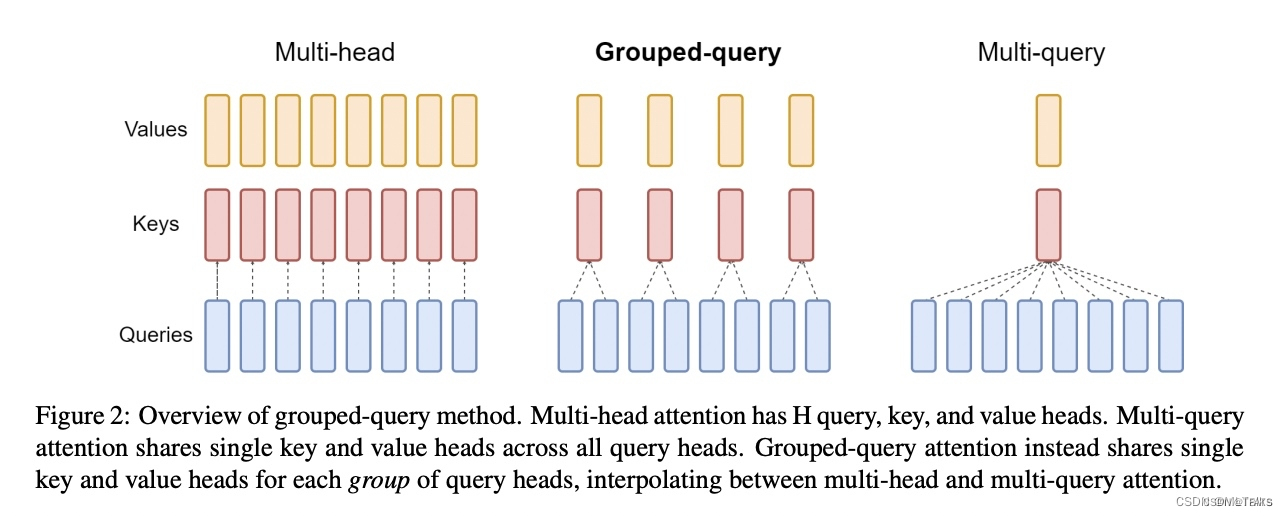 Multi-head
Grouped-query
Multi-query
Values
Keys
Queries
Figure 2: Overview of grouped-query method. Multi-head attention has H query, key, and value heads. Multi-query
attention shares single key and value heads across all query heads. Grouped-query attention instead shares single
key and value heads for each group of query heads, interpolating between multi-head and multi-query attention.